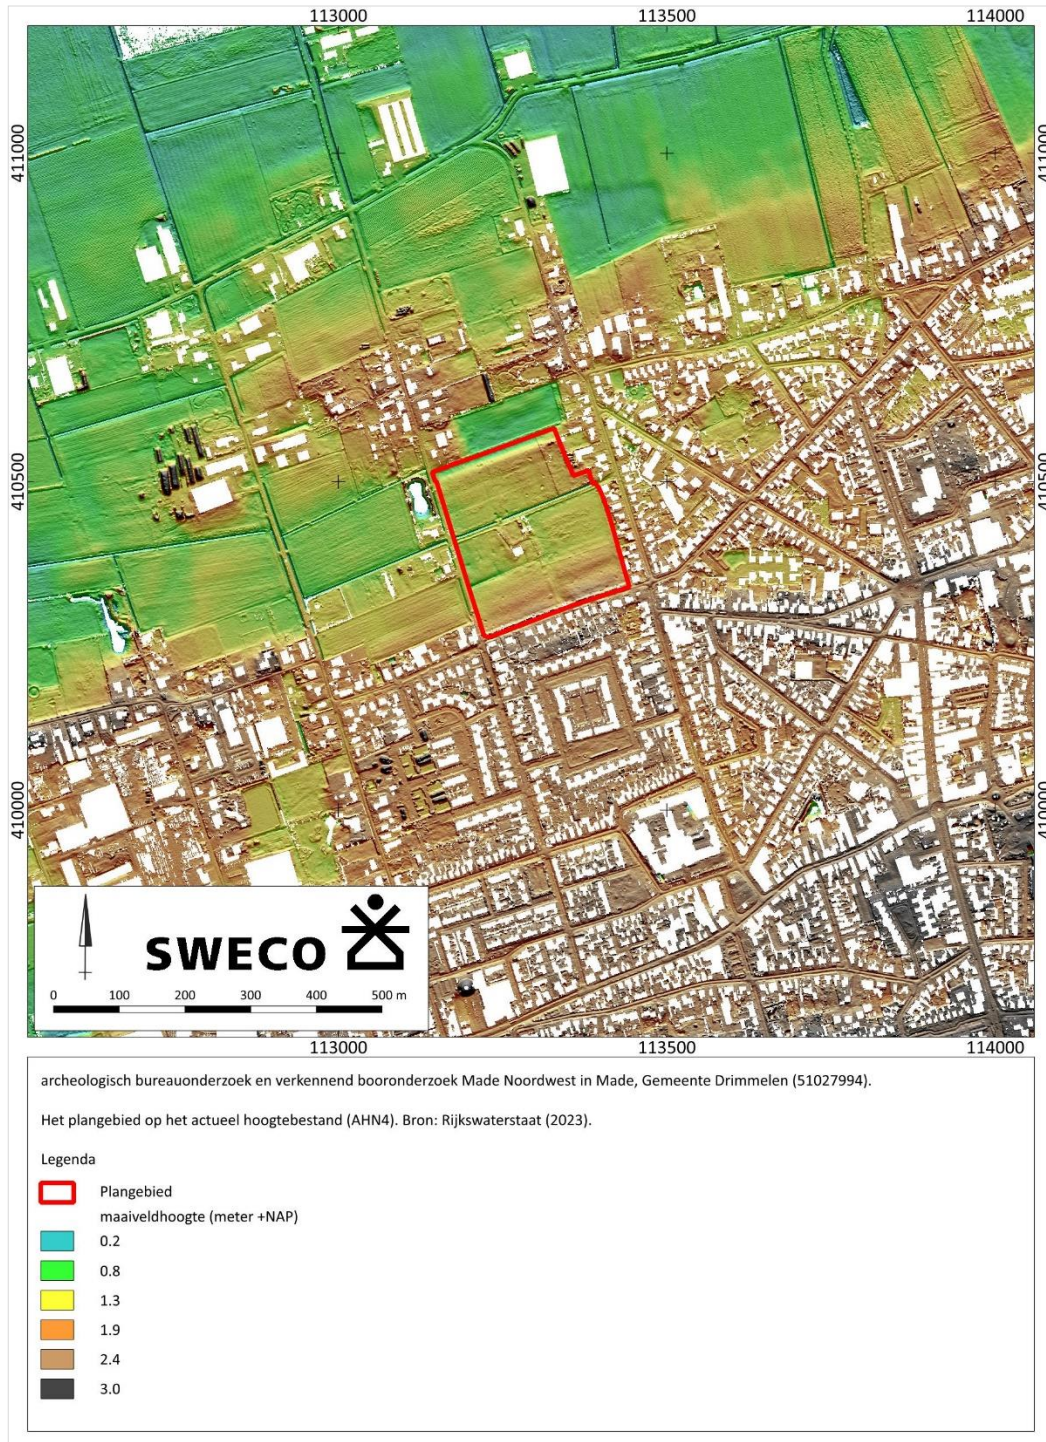 113000 113500 114000
411000 411000
410500 410500
410000 410000
SWECO
0 100 200 300 400 500 m
113000 113500 114000
archeologisch bureauonderzoek en verkennend booronderzoek Made Noordwest in Made, Gemeente Drimmelen (51027994).
Het plangebied op het actueel hoogtebestand (AHN4). Bron: Rijkswaterstaat (2023).
Legenda
Plangebied
maaiveldhoogte (meter +NAP)
0.2
0.8
1.3
1.9
2.4
3.0